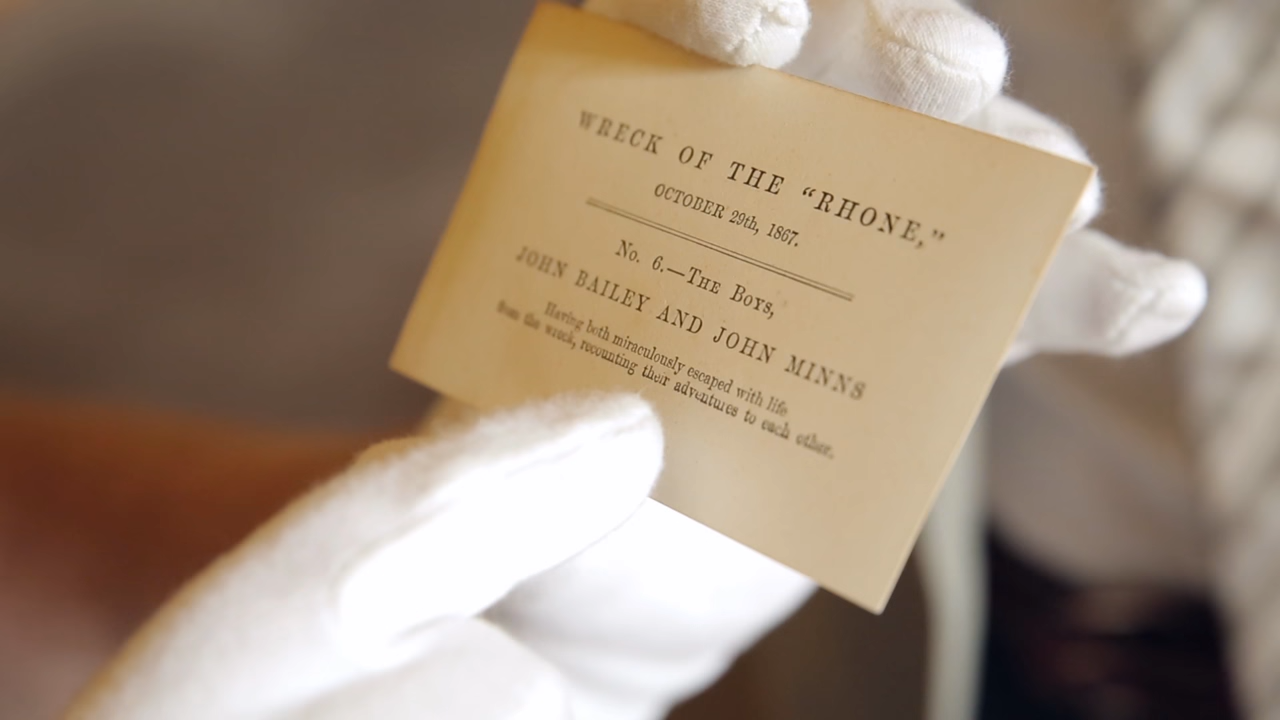 WRECK OF THE “RHONE,”
OCTOBER 29th, 1867.
No. 6.—THE BOYS,
JOHN BAILEY AND JOHN MINNS
Having both miraculously escaped with life
from the wreck, recounting their adventures to each other.